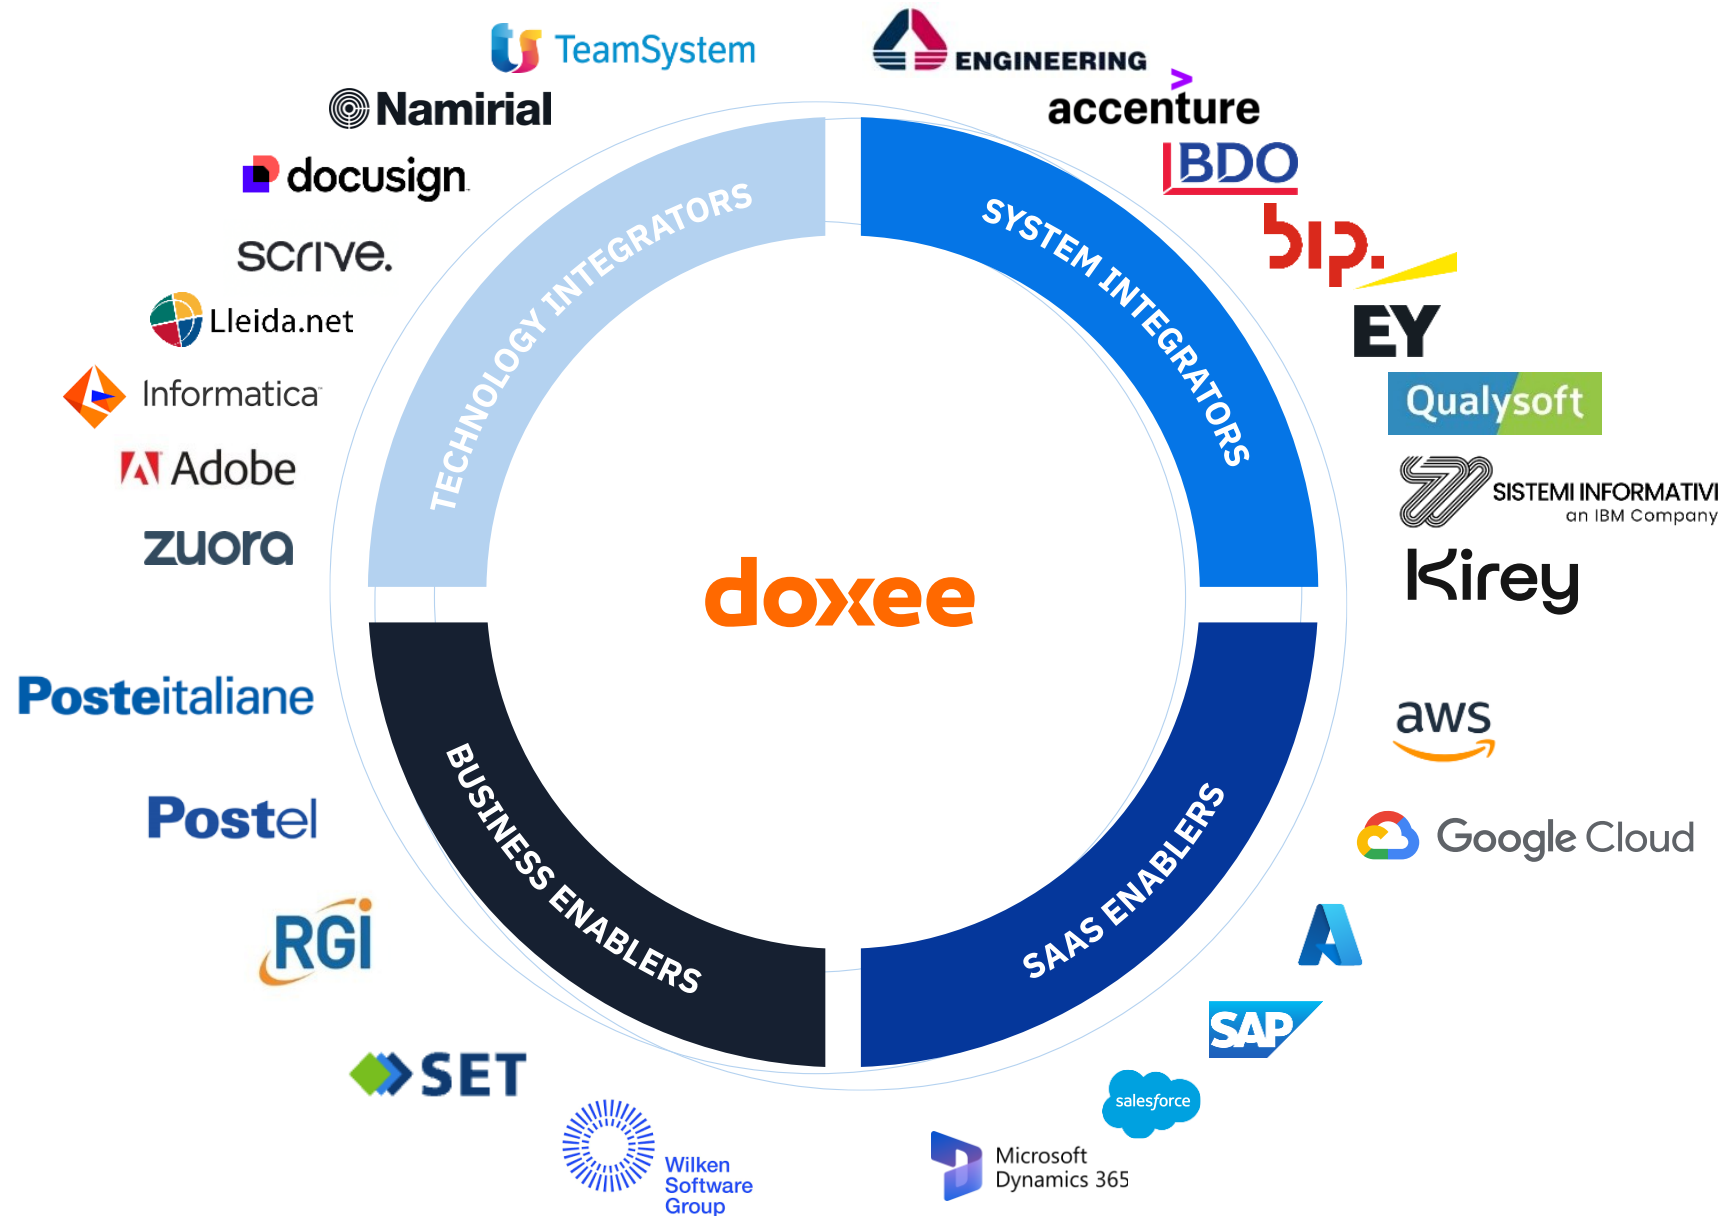 TeamSystem
Namirial
docusign
scrive.
Lleida.net
Informatica
Adobe
zuora
TECHNOLOGY INTEGRATORS
ENGINEERING
accenture
BDO
bip.
EY
Qualysoft
SISTEMI INFORMATIVI
an IBM Company
Kirey
SYSTEM INTEGRATORS
doxee
Posteitaliane
Postel
RGI
SET
Wilken
Software
Group
BUSINESS ENABLERS
aws
Google Cloud
SAP
salesforce
Microsoft
Dynamics 365
SAAS ENABLERS